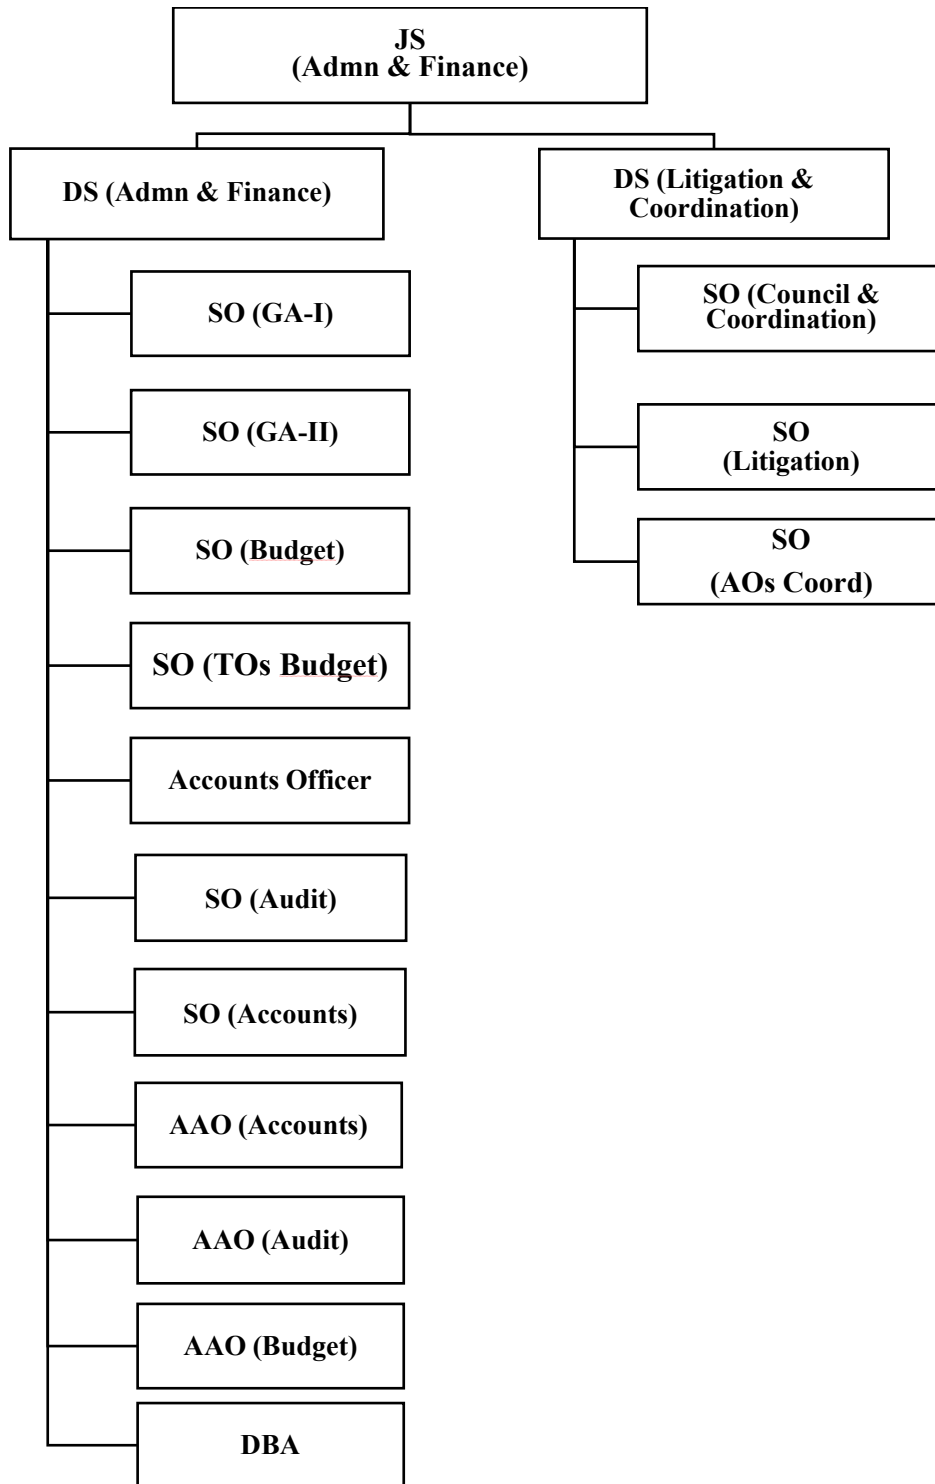 JS
(Admn & Finance)
DS (Admn & Finance)
DS (Litigation &
Coordination)
SO (GA-I)
SO (GA-II)
SO (Budget)
SO (TOs Budget)
Accounts Officer
SO (Audit)
SO (Accounts)
AAO (Accounts)
AAO (Audit)
AAO (Budget)
DBA
SO (Council &
Coordination)
SO
(Litigation)
SO
(AOs Coord)